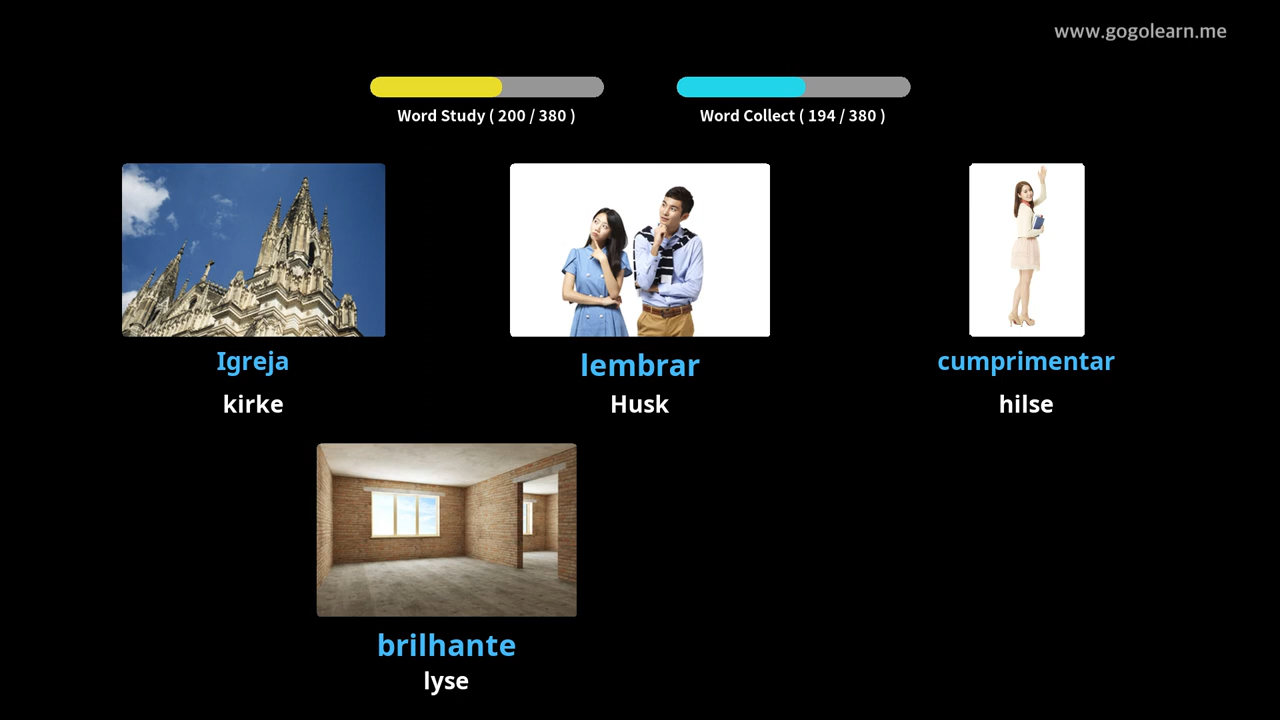 www.gogolearn.me
Word Study ( 200 / 380 )
Word Collect ( 194 / 380 )
Igreja
lembrar
cumprimentar
kirke
Husk
hilse
brilhante
lyse